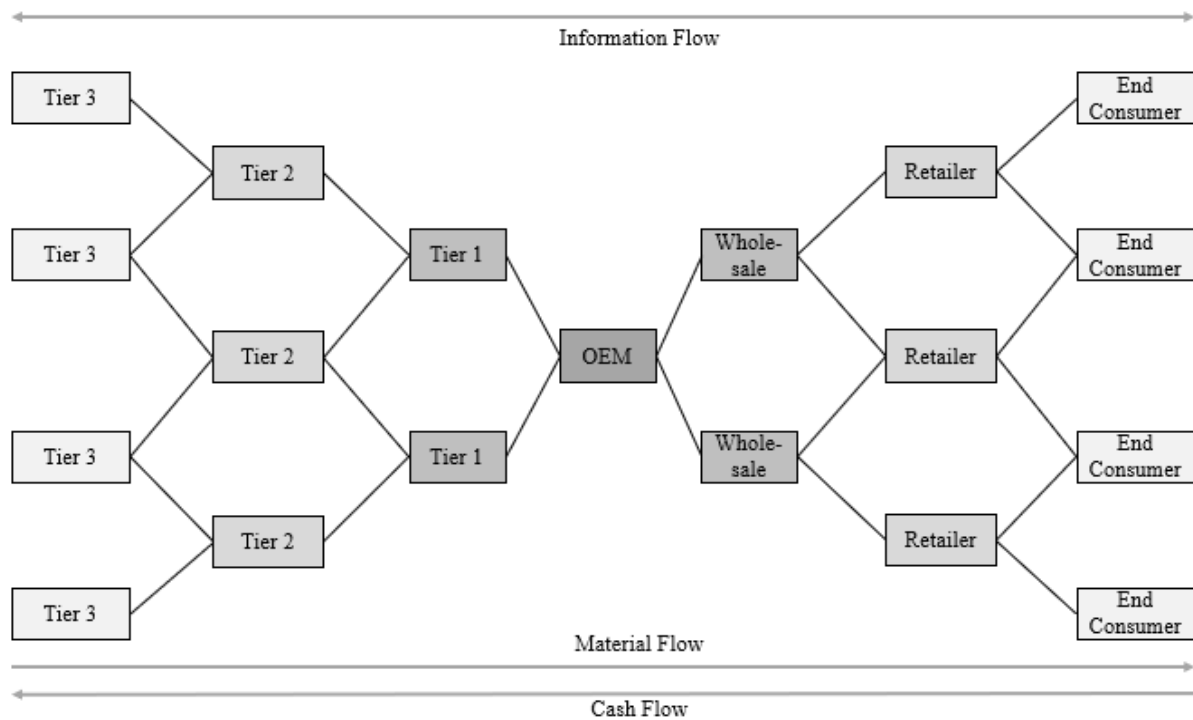 Information Flow
Tier 3
End
Consumer
Tier 2
Retailer
Tier 3
Tier 1
Whole-
sale
End
Consumer
Tier 2
OEM
Retailer
Tier 3
Tier 1
Whole-
sale
End
Consumer
Tier 2
Retailer
Tier 3
End
Consumer
Material Flow
Cash Flow